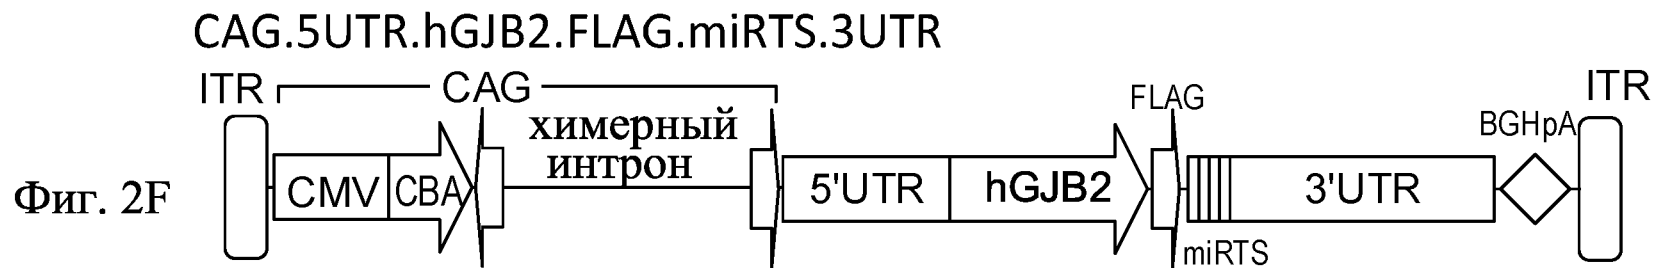 CAG.5UTR.hGJB2.FLAG.miRTS.3UTR
ITR
CAG
FLAG
BGHpA
ITR
химерный
интрон
Фиг. 2F
CMV
CBA
5'UTR
hGJB2
3'UTR
miRTS